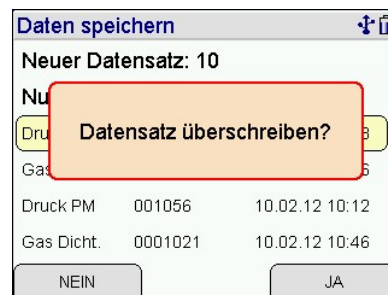 Daten speichern
Neuer Datensatz: 10
Nu
Datensatz überschreiben?
Dru 8
Gas 6
Druck PM 001056 10.02.12 10:12
Gas Dicht. 0001021 10.02.12 10:46
NEIN JA